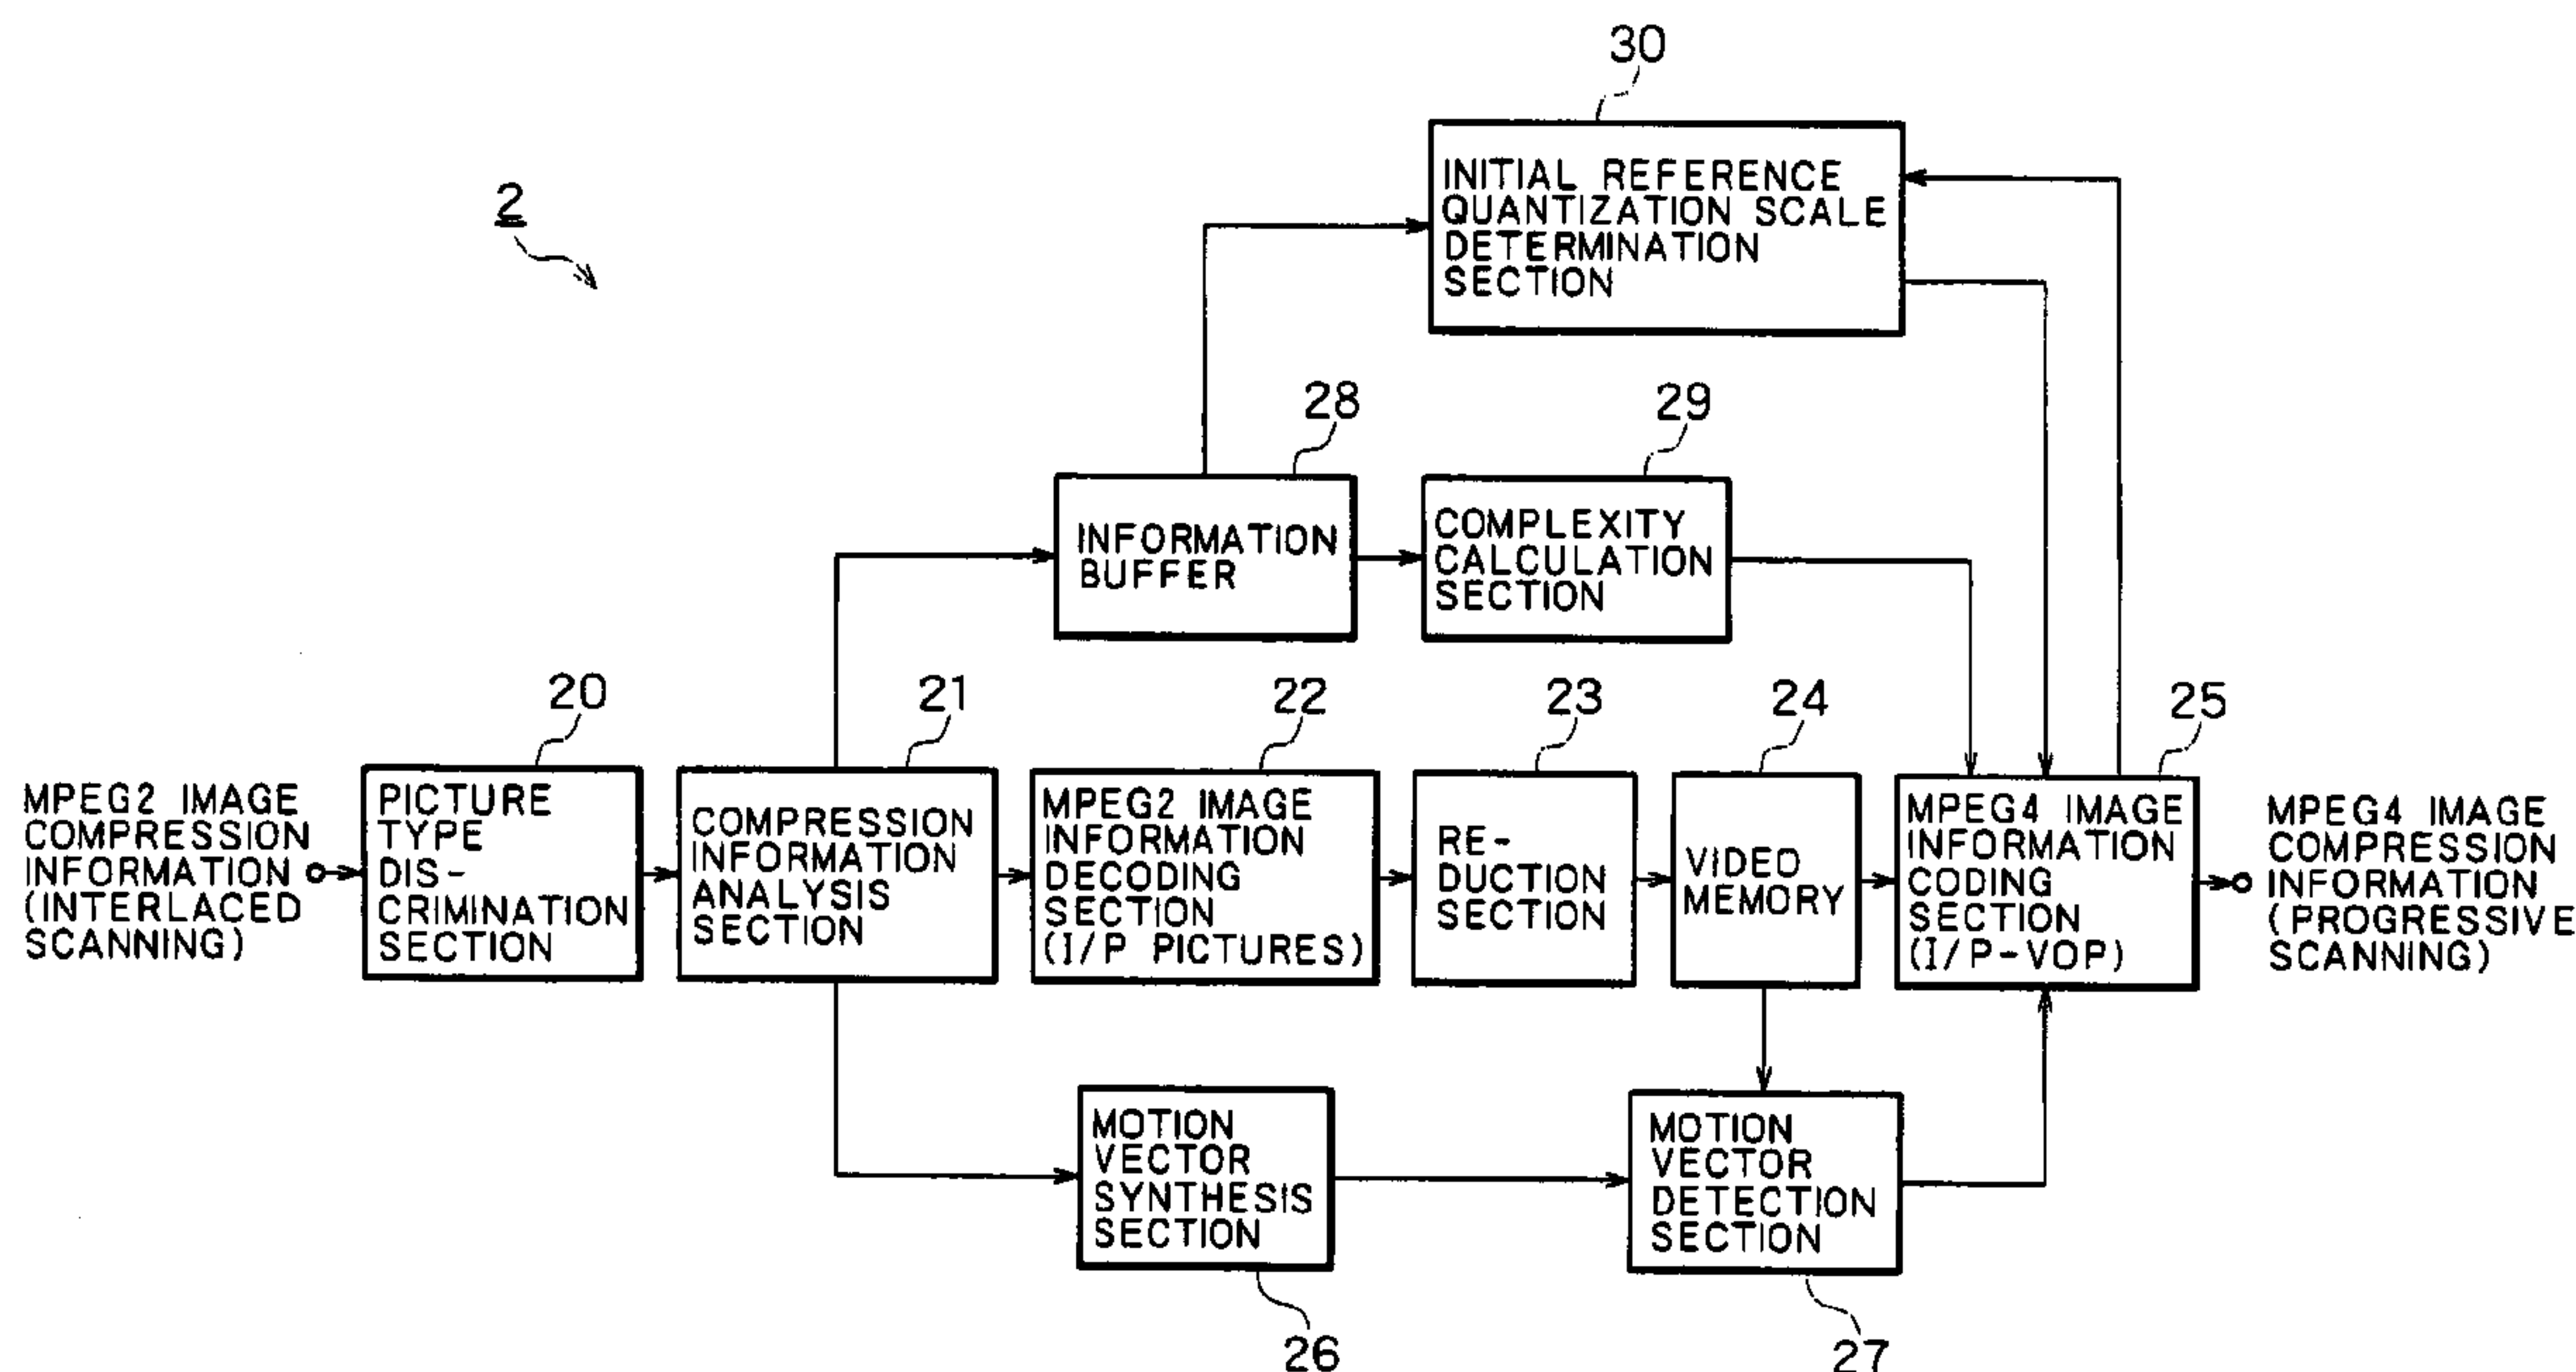 30
INITIAL REFERENCE
QUANTIZATION SCALE
DETERMINATION
SECTION
2
28
29
INFORMATION
BUFFER
COMPLEXITY
CALCULATION
SECTION
20
21
22
23
24
25
MPEG2 IMAGE
COMPRESSION
INFORMATION
(INTERLACED
SCANNING)
PICTURE
TYPE
DIS-
CRIMINATION
SECTION
COMPRESSION
INFORMATION
ANALYSIS
SECTION
MPEG2 IMAGE
INFORMATION
DECODING
SECTION
(I/P PICTURES)
RE-
DUCTION
SECTION
VIDEO
MEMORY
MPEG4 IMAGE
INFORMATION
CODING
SECTION
(I/P-VOP)
MPEG4 IMAGE
COMPRESSION
INFORMATION
(PROGRESSIVE
SCANNING)
MOTION
VECTOR
SYNTHESIS
SECTION
MOTION
VECTOR
DETECTION
SECTION
26
27